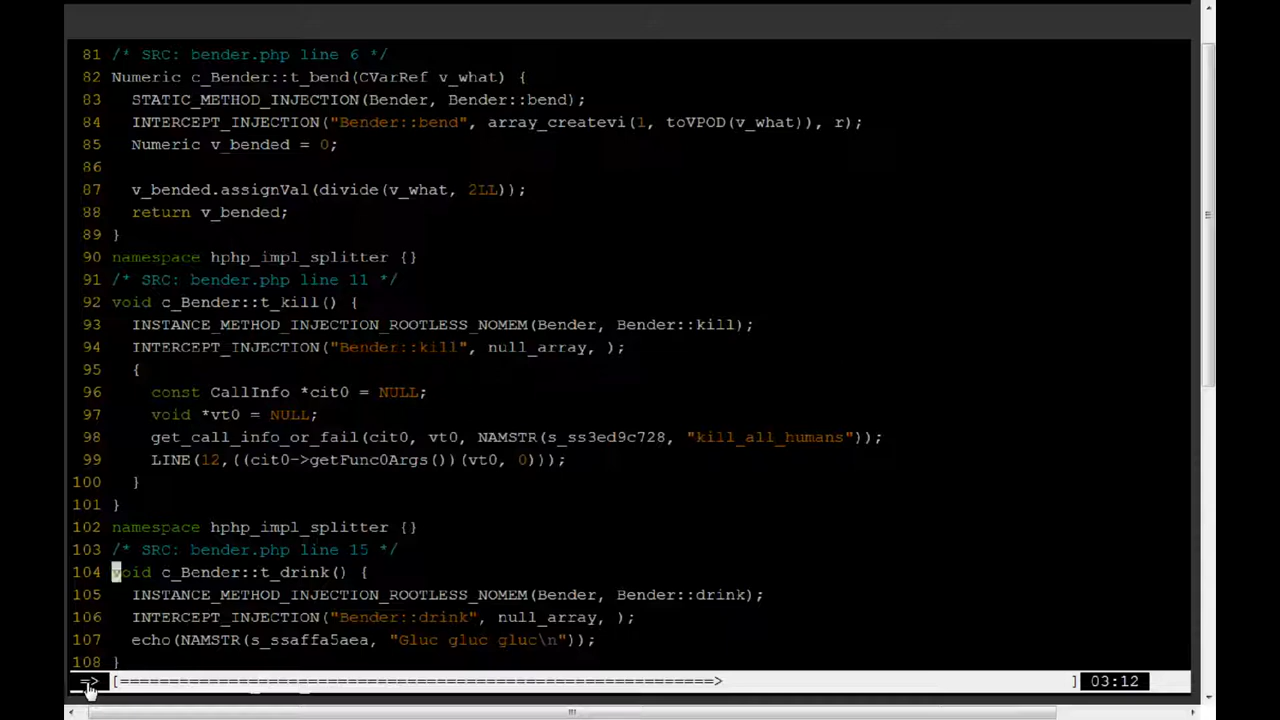 81 /* SRC: bender.php line 6 */
82 Numeric c_Bender::t_bend(CVarRef v_what) {
83   STATIC_METHOD_INJECTION(Bender, Bender::bend);
84   INTERCEPT_INJECTION("Bender::bend", array_createvi(1, toVPOD(v_what)), r);
85   Numeric v_bended = 0;
86
87   v_bended.assignVal(divide(v_what, 2LL));
88   return v_bended;
89 }
90 namespace hphp_impl_splitter {}
91 /* SRC: bender.php line 11 */
92 void c_Bender::t_kill() {
93   INSTANCE_METHOD_INJECTION_ROOTLESS_NOMEM(Bender, Bender::kill);
94   INTERCEPT_INJECTION("Bender::kill", null_array, );
95   {
96     const CallInfo *cit0 = NULL;
97     void *vt0 = NULL;
98     get_call_info_or_fail(cit0, vt0, NAMSTR(s_ss3ed9c728, "kill_all_humans"));
99     LINE(12,((cit0->getFunc0Args())(vt0, 0)));
100   }
101 }
102 namespace hphp_impl_splitter {}
103 /* SRC: bender.php line 15 */
104 void c_Bender::t_drink() {
105   INSTANCE_METHOD_INJECTION_ROOTLESS_NOMEM(Bender, Bender::drink);
106   INTERCEPT_INJECTION("Bender::drink", null_array, );
107   echo(NAMSTR(s_ssaffa5aea, "Gluc gluc gluc\n"));
108 }
=> [============================================================> ] 03:12